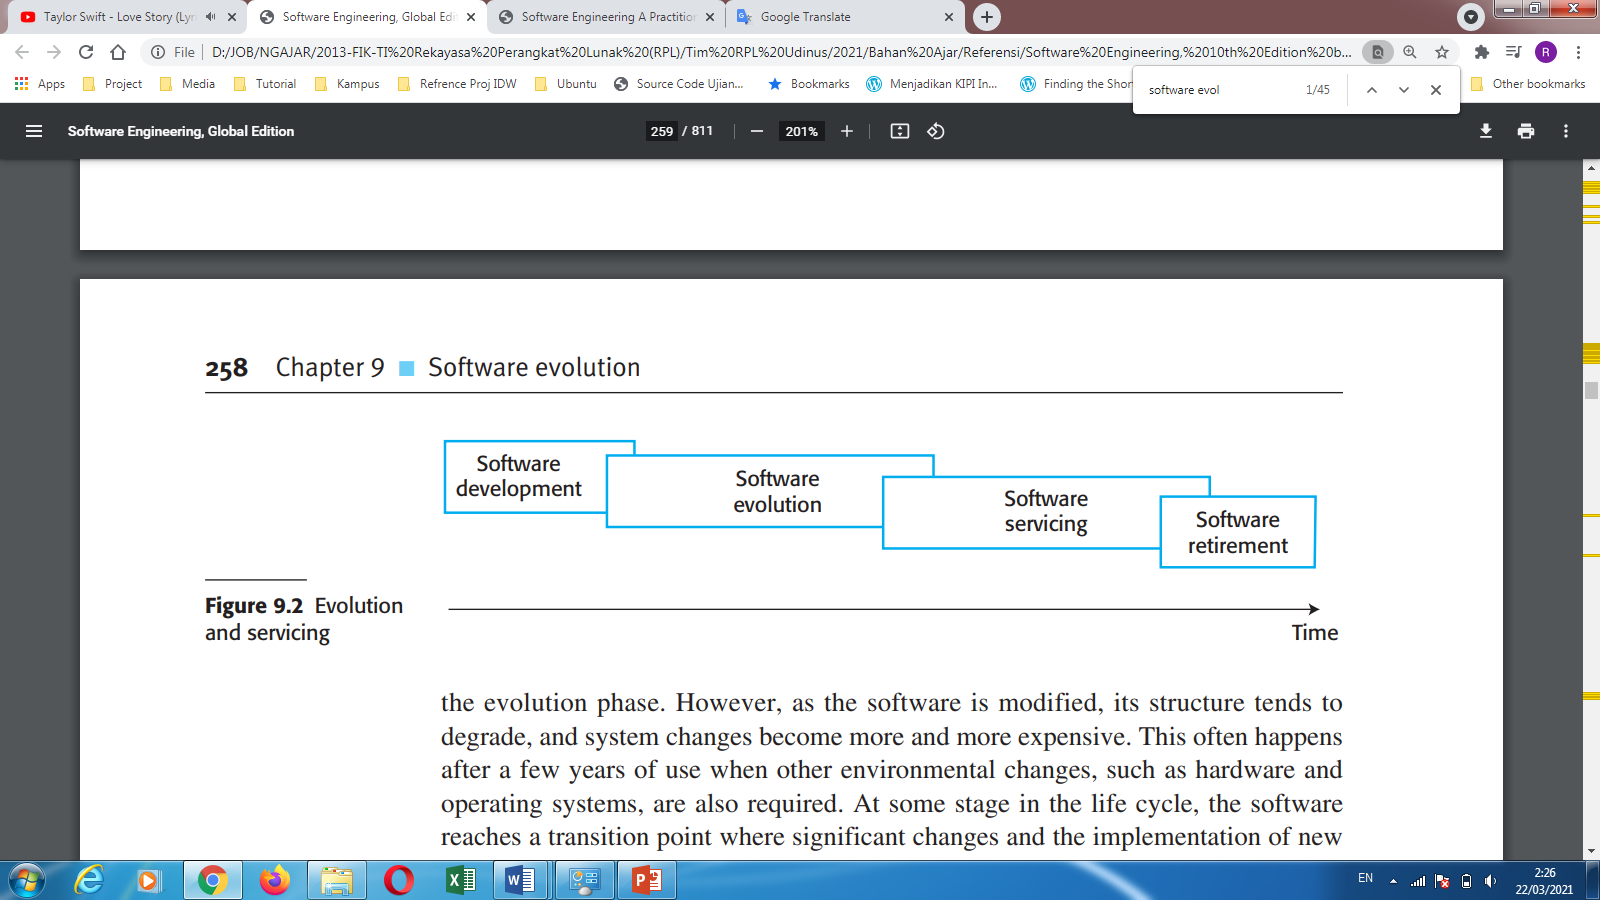 Taylor Swift - Love Story (Lyri
Software Engineering, Global Edi
Software Engineering A Practition
Google Translate
File
D:/JOB/NGAJAR/2013-FIK-TI%20Rekayasa%20Perangkat%20Lunak%20(RPL)/Tim%20RPL%20Udinus/2021/Bahan%20Ajar/Referensi/Software%20Engineering,%2010th%20Edition%20b...
R
Apps
Project
Media
Tutorial
Kampus
Refrence Proj IDW
Ubuntu
Source Code Ujian...
Bookmarks
Menjadikan KIPI In...
Finding the Shor
Other bookmarks
software evol
1/45
Software Engineering, Global Edition
259 / 811
201%
258 Chapter 9 Software evolution
Software
development
Software
evolution
Software
servicing
Software
retirement
Figure 9.2 Evolution
and servicing
Time
the evolution phase. However, as the software is modified, its structure tends to
degrade, and system changes become more and more expensive. This often happens
after a few years of use when other environmental changes, such as hardware and
operating systems, are also required. At some stage in the life cycle, the software
reaches a transition point where significant changes and the implementation of new
EN
2:26
22/03/2021